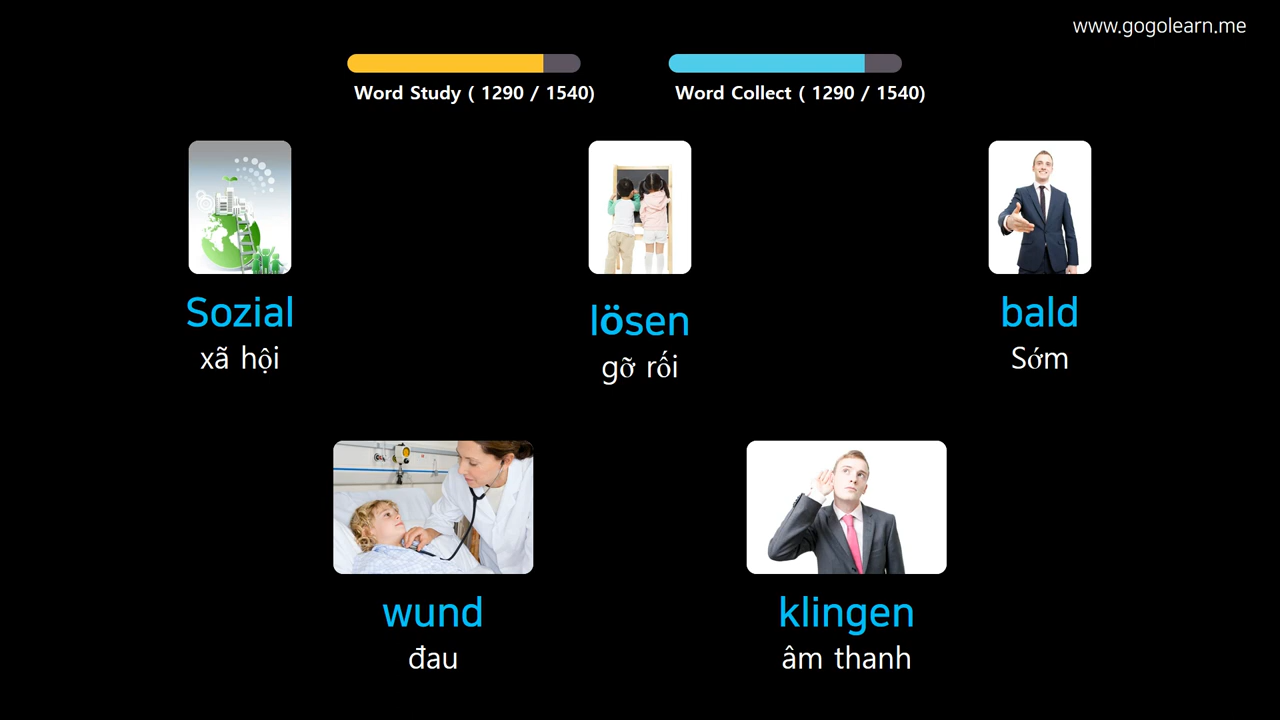 www.gogolearn.me
Word Study ( 1290 / 1540)
Word Collect ( 1290 / 1540)
Sozial
xã hội
lösen
gỡ rối
bald
Sớm
wund
đau
klingen
âm thanh